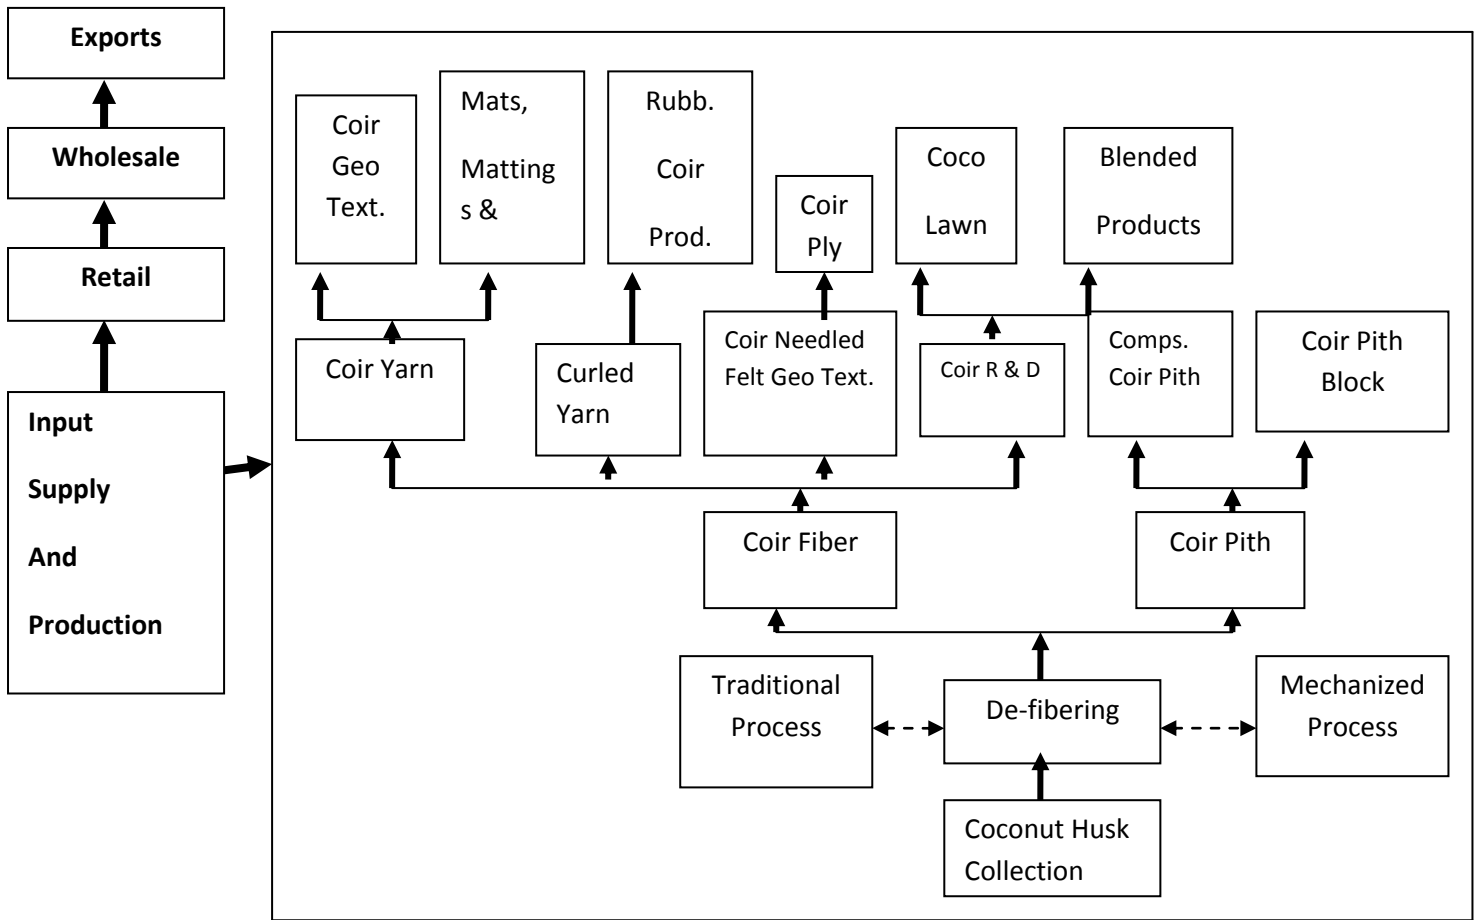 Exports
Wholesale
Retail
Input
Supply
And
Production
Coir
Geo
Text.
Mats,
Matting
s &
Rubb.
Coir
Prod.
Coir
Ply
Coco
Lawn
Blended
Products
Coir Yarn
Curled
Yarn
Coir Needled
Felt Geo Text.
Coir R & D
Comps.
Coir Pith
Coir Pith
Block
Coir Fiber
Coir Pith
Traditional
Process
De-fibering
Mechanized
Process
Coconut Husk
Collection